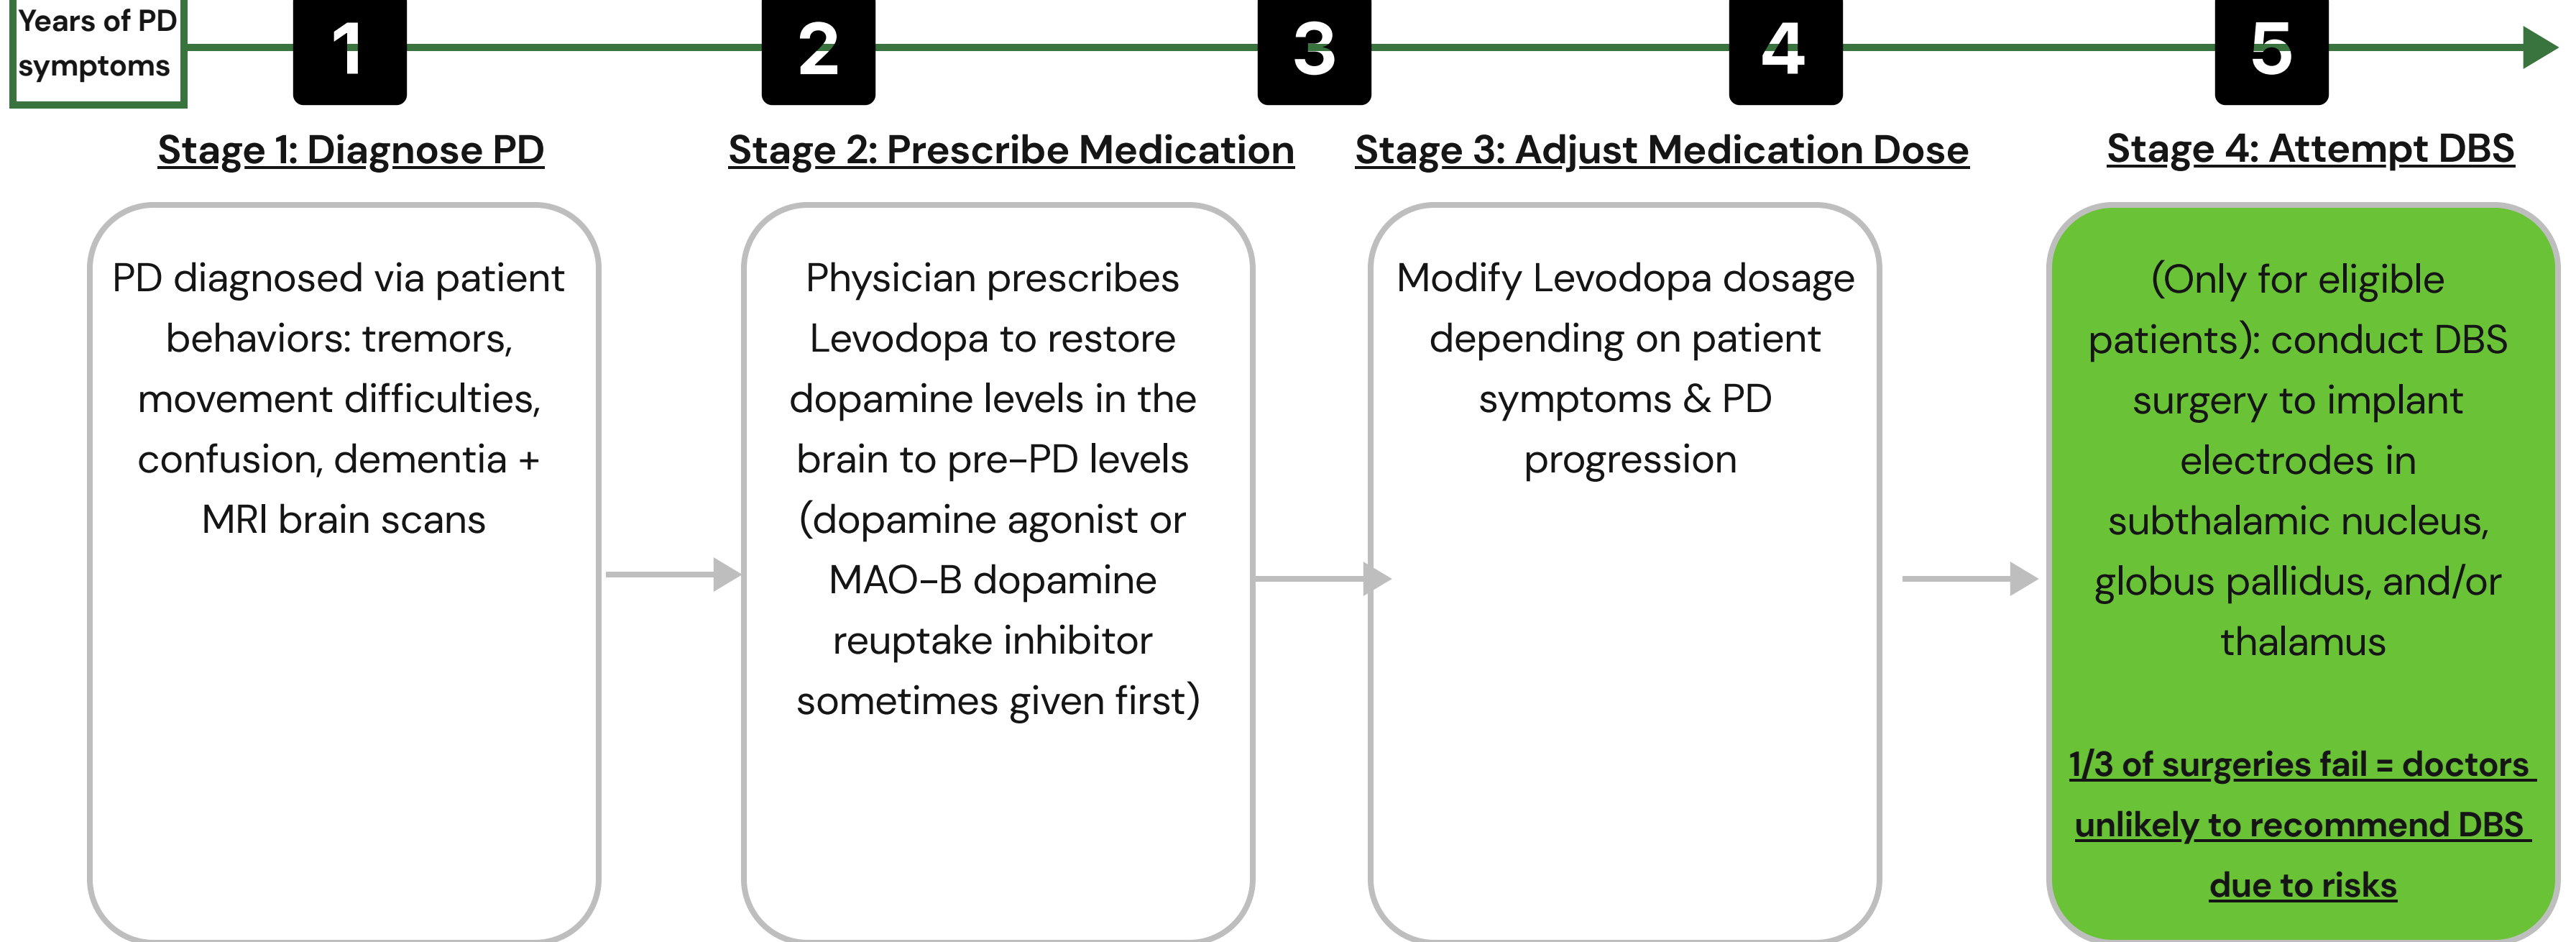 Years of PD
symptoms
1
2
3
4
5
Stage 1: Diagnose PD
PD diagnosed via patient
behaviors: tremors,
movement difficulties,
confusion, dementia +
MRI brain scans
Stage 2: Prescribe Medication
Physician prescribes
Levodopa to restore
dopamine levels in the
brain to pre-PD levels
(dopamine agonist or
MAO-B dopamine
reuptake inhibitor
sometimes given first)
Stage 3: Adjust Medication Dose
Modify Levodopa dosage
depending on patient
symptoms & PD
progression
Stage 4: Attempt DBS
(Only for eligible
patients): conduct DBS
surgery to implant
electrodes in
subthalamic nucleus,
globus pallidus, and/or
thalamus
1/3 of surgeries fail = doctors
unlikely to recommend DBS
due to risks